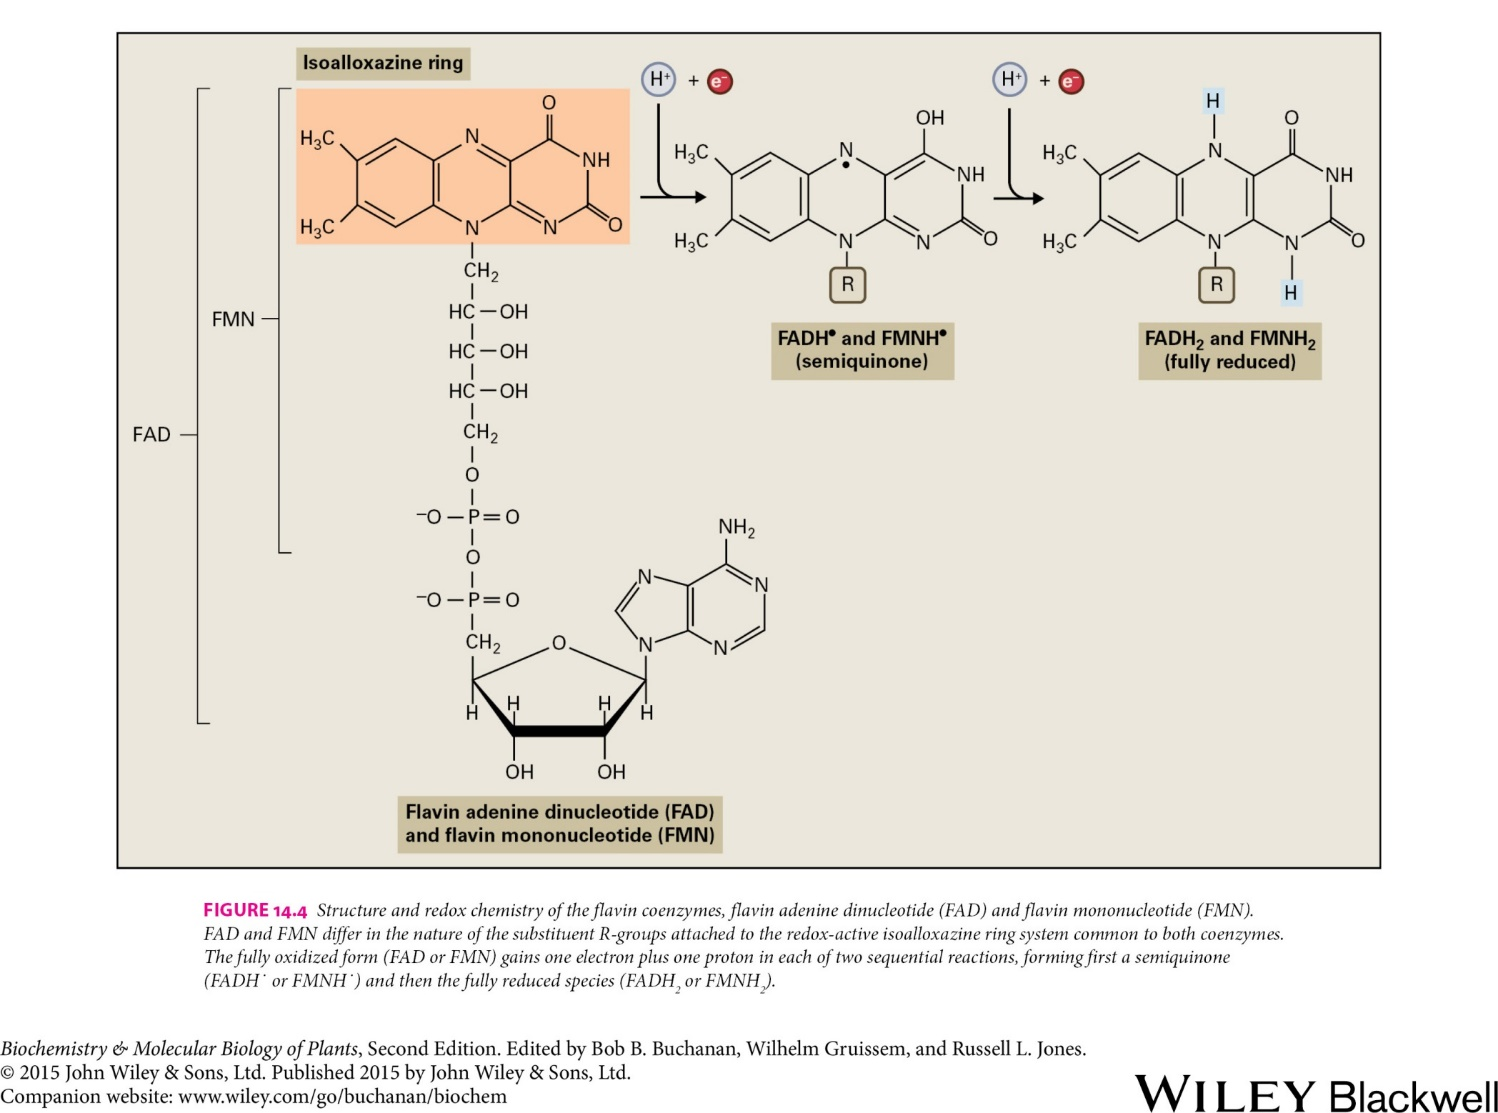 Isoalloxazine ring
H⁺ + e⁻
H⁺ + e⁻
H₃C
H₃C
N
O
NH
N
N
O
CH₂
HC—OH
HC—OH
HC—OH
CH₂
O
⁻O—P=O
O
⁻O—P=O
CH₂
O
H
H
H
H
OH
OH
N
N
NH₂
N
N
FMN
FAD
H₃C
H₃C
N•
OH
NH
N
N
O
R
FADH• and FMNH•
(semiquinone)
H
H₃C
H₃C
N
O
NH
N
N
O
R
H
FADH₂ and FMNH₂
(fully reduced)
Flavin adenine dinucleotide (FAD)
and flavin mononucleotide (FMN)
FIGURE 14.4 Structure and redox chemistry of the flavin coenzymes, flavin adenine dinucleotide (FAD) and flavin mononucleotide (FMN).
FAD and FMN differ in the nature of the substituent R-groups attached to the redox-active isoalloxazine ring system common to both coenzymes.
The fully oxidized form (FAD or FMN) gains one electron plus one proton in each of two sequential reactions, forming first a semiquinone
(FADH˙ or FMNH˙) and then the fully reduced species (FADH₂ or FMNH₂).
Biochemistry & Molecular Biology of Plants, Second Edition. Edited by Bob B. Buchanan, Wilhelm Gruissem, and Russell L. Jones.
© 2015 John Wiley & Sons, Ltd. Published 2015 by John Wiley & Sons, Ltd.
Companion website: www.wiley.com/go/buchanan/biochem
WILEY Blackwell